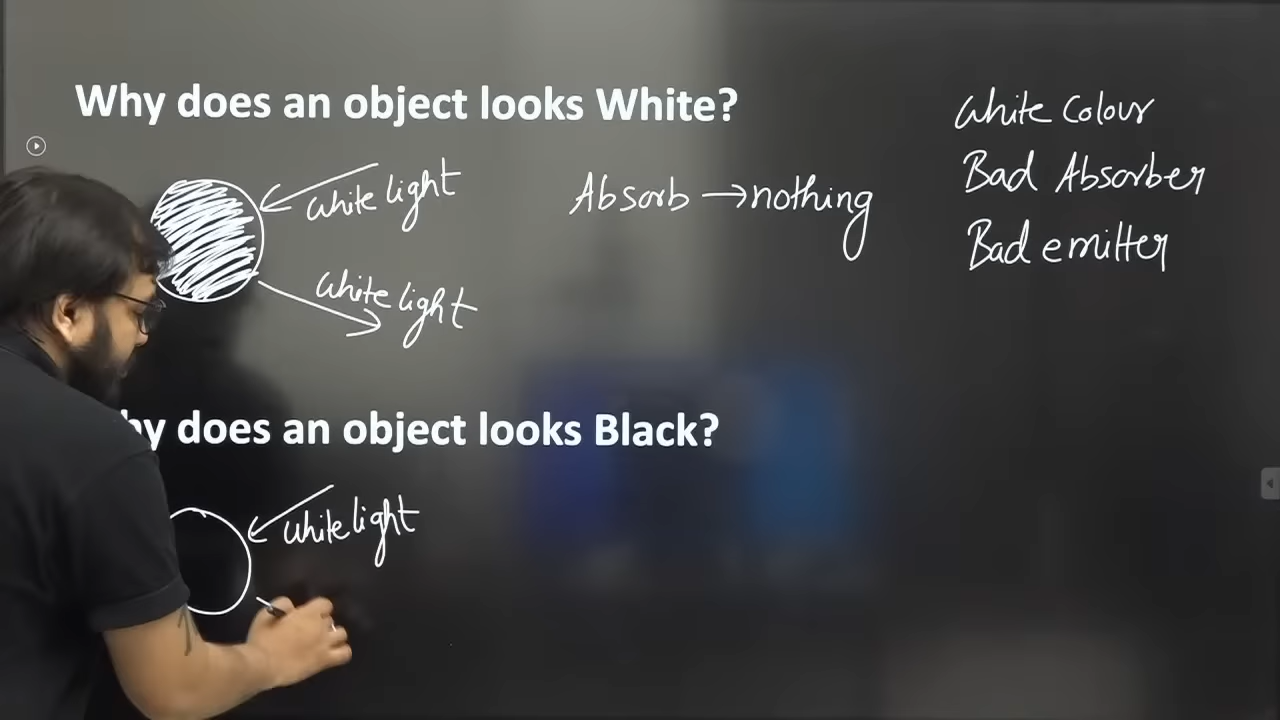 Why does an object looks White?
White light
White light
Absorb → nothing
White Colour
Bad Absorber
Bad emitter
hy does an object looks Black?
White light